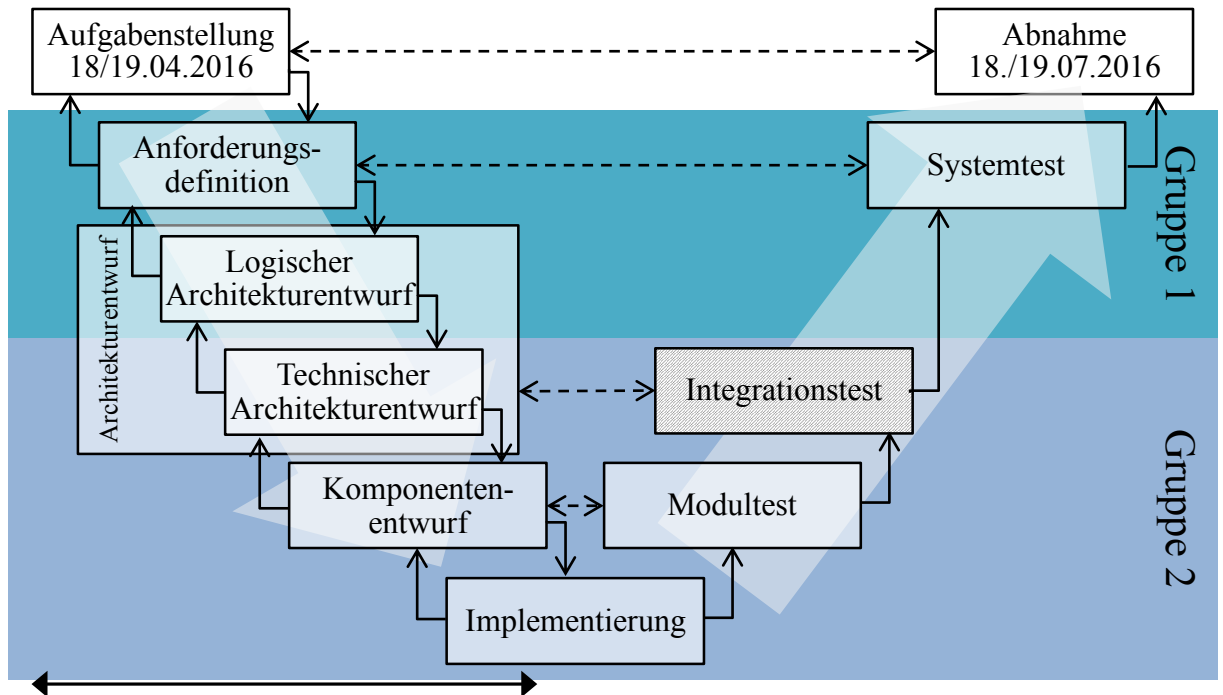 Aufgabenstellung
18/19.04.2016
Abnahme
18./19.07.2016
Anforderungs-
definition
Systemtest
Gruppe 1
Architekturentwurf
Logischer
Architekturentwurf
Technischer
Architekturentwurf
Integrationstest
Gruppe 2
Komponenten-
entwurf
Modultest
Implementierung